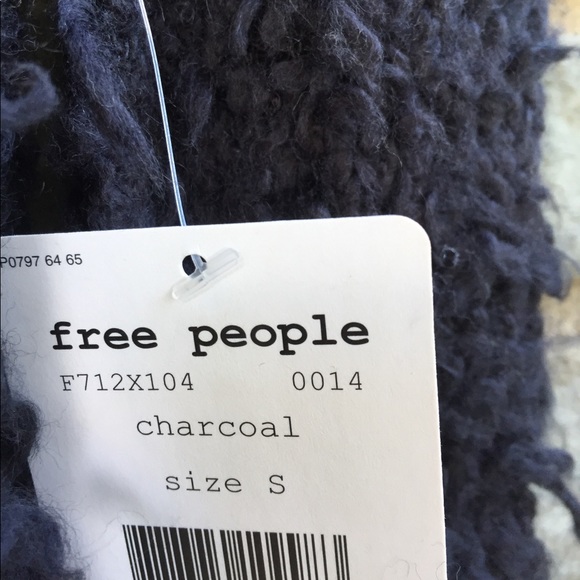 P0797 64 65
free people
F712X104 0014
charcoal
size S